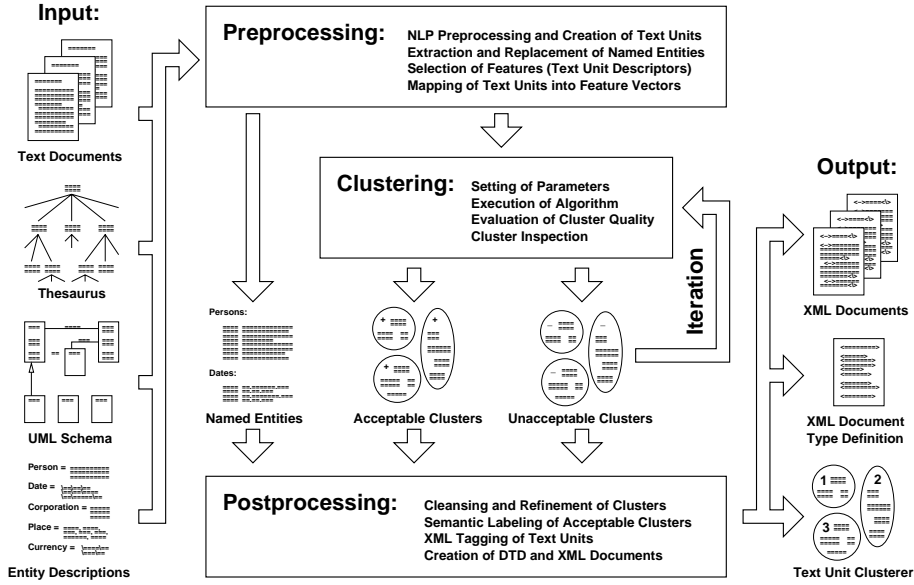 Input:
Text Documents
Thesaurus
UML Schema
Person =
Date =
Corporation =
Place =
Currency =
Entity Descriptions
Preprocessing:
NLP Preprocessing and Creation of Text Units
Extraction and Replacement of Named Entities
Selection of Features (Text Unit Descriptors)
Mapping of Text Units into Feature Vectors
Clustering:
Setting of Parameters
Execution of Algorithm
Evaluation of Cluster Quality
Cluster Inspection
Iteration
Persons:
Dates:
Named Entities
Acceptable Clusters
Unacceptable Clusters
Postprocessing:
Cleansing and Refinement of Clusters
Semantic Labeling of Acceptable Clusters
XML Tagging of Text Units
Creation of DTD and XML Documents
Output:
XML Documents
XML Document
Type Definition
1
2
3
Text Unit Clusterer